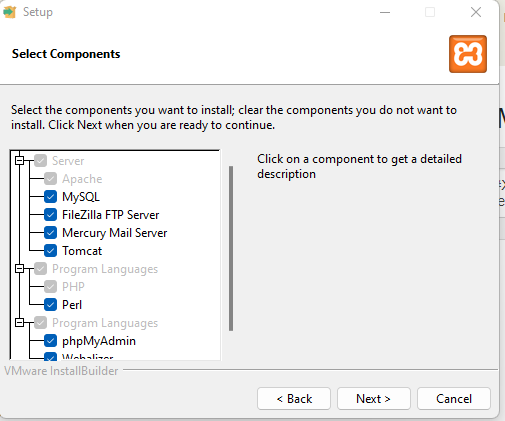 Setup
Select Components
Select the components you want to install; clear the components you do not want to
install. Click Next when you are ready to continue.
Server
Apache
MySQL
FileZilla FTP Server
Mercury Mail Server
Tomcat
Program Languages
PHP
Perl
Program Languages
phpMyAdmin
Webalizer
Click on a component to get a detailed
description
VMware InstallBuilder
< Back
Next >
Cancel